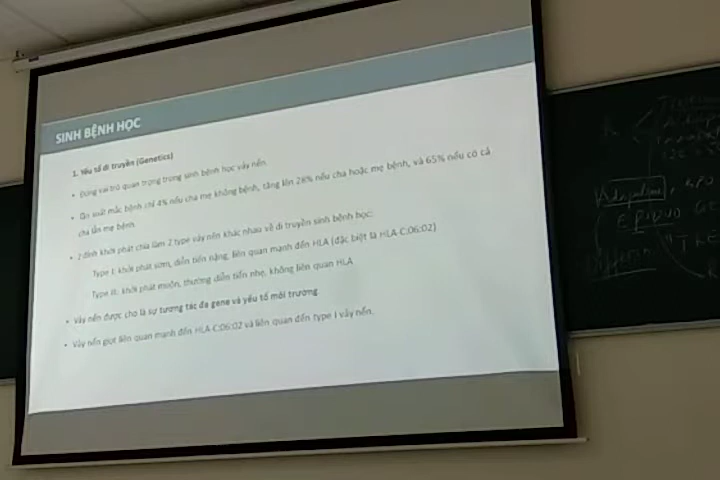 SINH BỆNH HỌC
1. Yếu tố di truyền (Genetics)
• Đóng vai trò quan trọng trong sinh bệnh học vảy nến.
• Tần suất mắc bệnh chỉ 4% nếu cha mẹ không bệnh, tăng lên 28% nếu cha hoặc mẹ bệnh, và 65% nếu có cả
cha lẫn mẹ bệnh.
• 2 đỉnh khởi phát chia làm 2 type vảy nến khác nhau về di truyền sinh bệnh học:
Type I: khởi phát sớm, diễn tiến nặng, liên quan mạnh đến HLA (đặc biệt là HLA-C:06:02)
Type II: khởi phát muộn, thường diễn tiến nhẹ, không liên quan HLA
• Vảy nến được cho là sự tương tác đa gene và yếu tố môi trường.
• Vảy nến giọt liên quan mạnh đến HLA-C:06:02 và liên quan đến type I vảy nến.